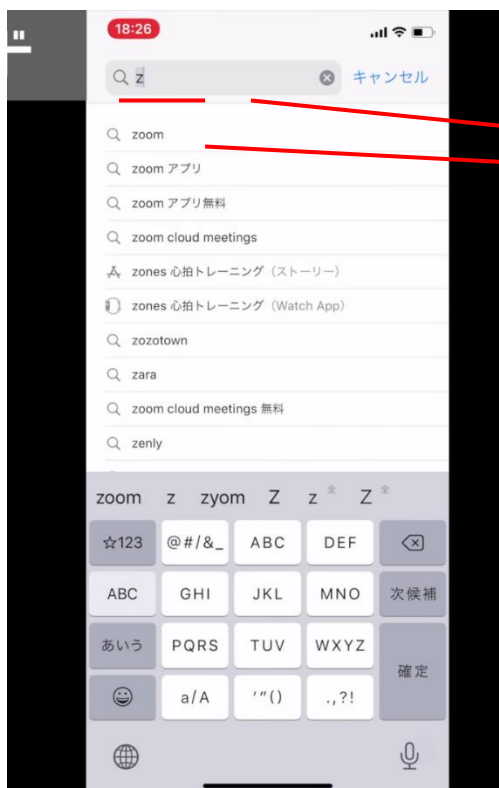 18:26
z
キャンセル
zoom
zoom アプリ
zoom アプリ無料
zoom cloud meetings
zones 心拍トレーニング（ストーリー）
zones 心拍トレーニング（Watch App）
zozotown
zara
zoom cloud meetings 無料
zenly
zoom z zyom Z z 全 Z 全
☆123 @#/&_ ABC DEF
ABC GHI JKL MNO 次候補
あいう PQRS TUV WXYZ
確定
a/A '"() .,?!